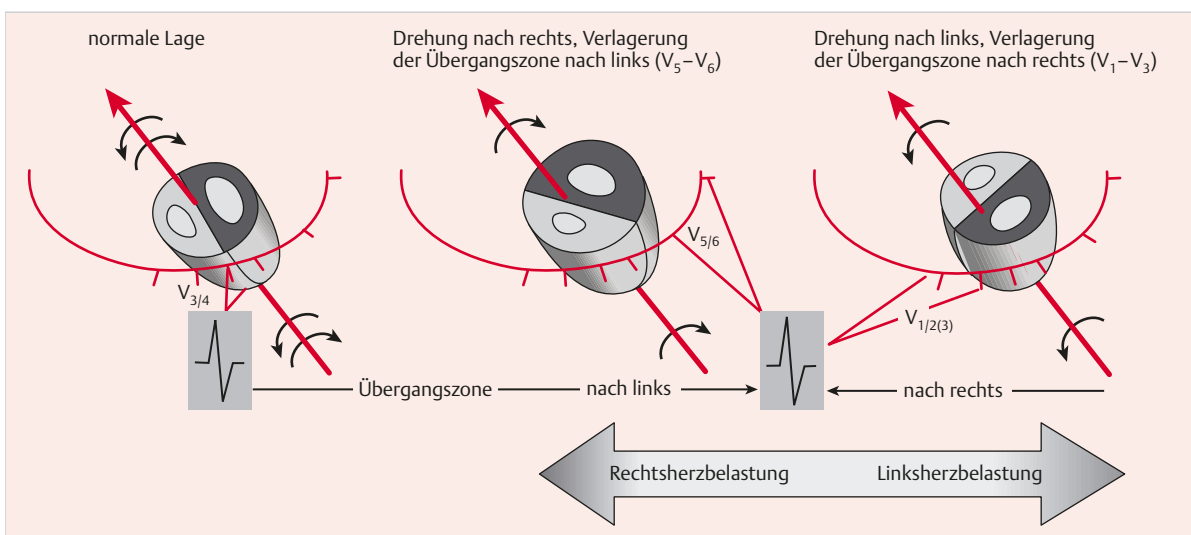 normale Lage
Drehung nach rechts, Verlagerung
der Übergangszone nach links (V₅–V₆)
Drehung nach links, Verlagerung
der Übergangszone nach rechts (V₁–V₃)
V₃/₄
V₅/₆
V₁/₂₍₃₎
Übergangszone
nach links
nach rechts
Rechtsherzbelastung
Linksherzbelastung